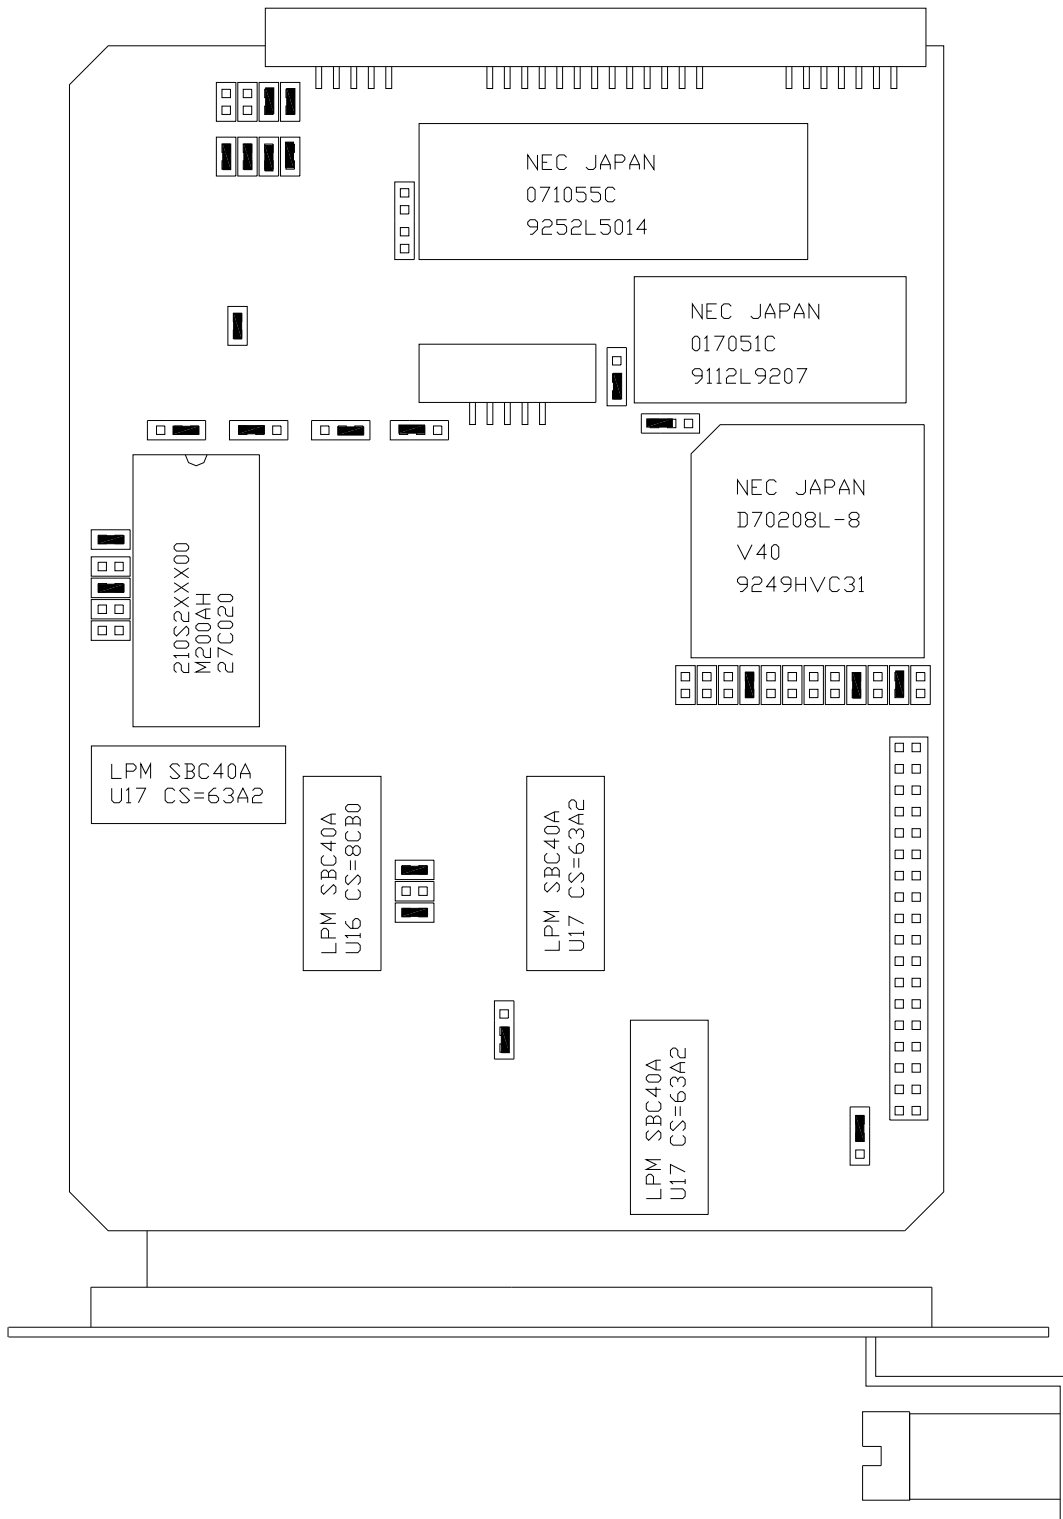 NEC JAPAN
071055C
9252L5014
NEC JAPAN
017051C
9112L9207
NEC JAPAN
D70208L-8
V40
9249HVC31
210S2XXX00
M200AH
27C020
LPM SBC40A
U17 CS=63A2
LPM SBC40A
U16 CS=8CB0
LPM SBC40A
U17 CS=63A2
LPM SBC40A
U17 CS=63A2